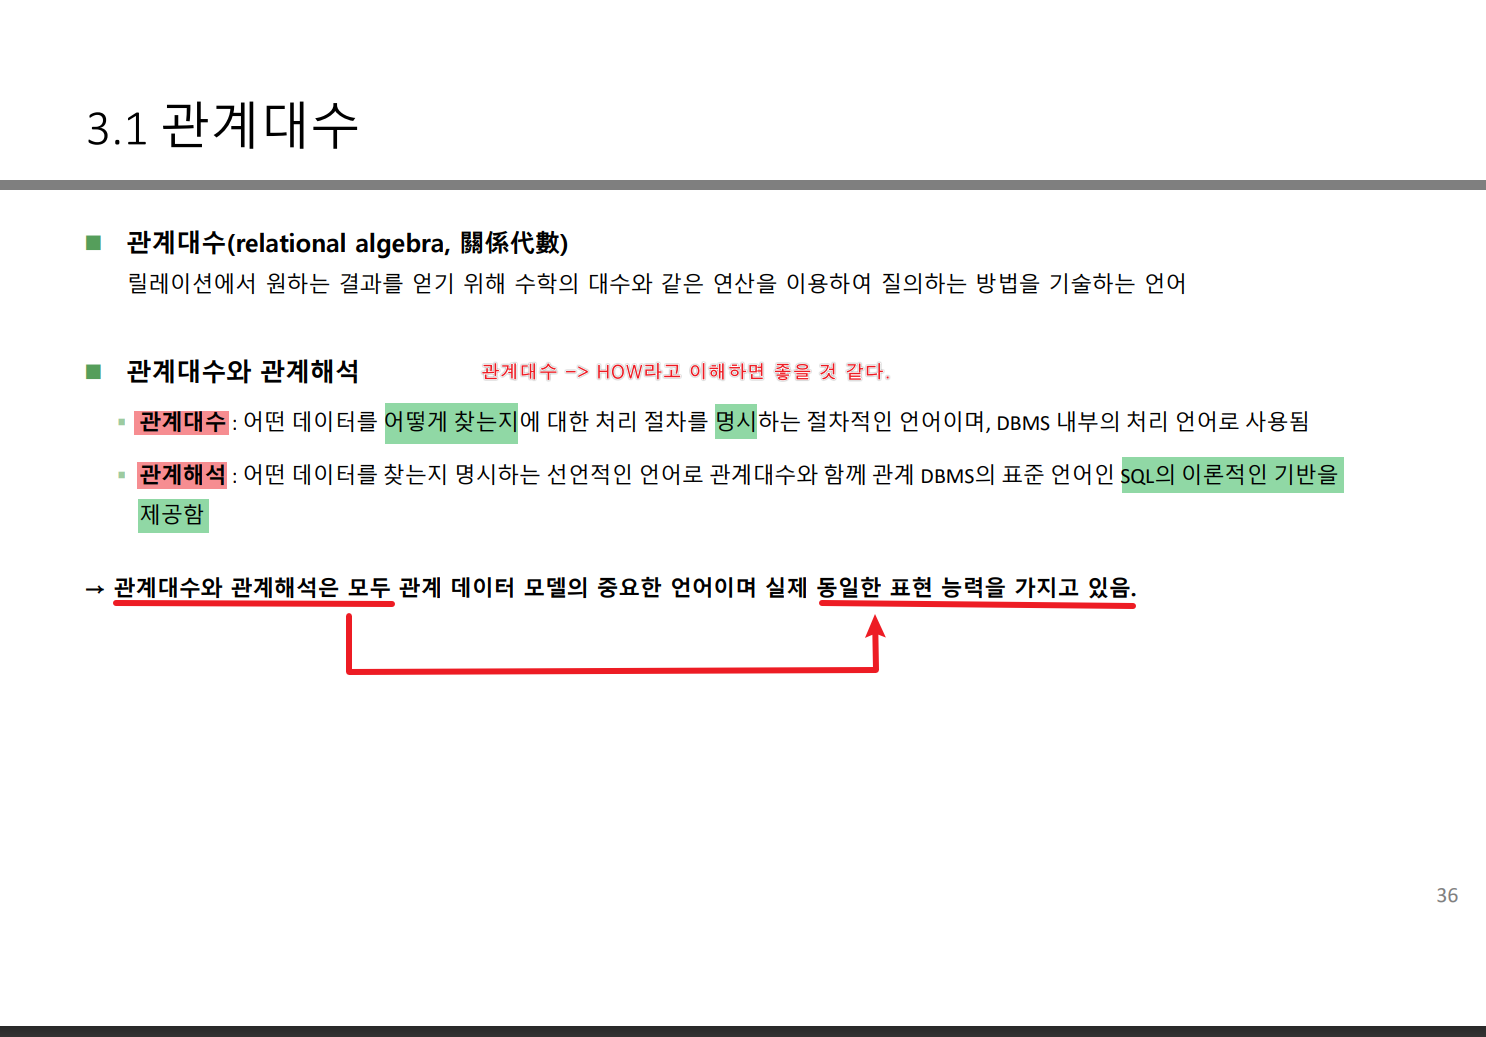 3.1 관계대수
■ 관계대수(relational algebra, 關係代數)
릴레이션에서 원하는 결과를 얻기 위해 수학의 대수와 같은 연산을 이용하여 질의하는 방법을 기술하는 언어
■ 관계대수와 관계해석
관계대수 -> HOW라고 이해하면 좋을 것 같다.
▪ 관계대수 : 어떤 데이터를 어떻게 찾는지에 대한 처리 절차를 명시하는 절차적인 언어이며, DBMS 내부의 처리 언어로 사용됨
▪ 관계해석 : 어떤 데이터를 찾는지 명시하는 선언적인 언어로 관계대수와 함께 관계 DBMS의 표준 언어인 SQL의 이론적인 기반을
제공함
→ 관계대수와 관계해석은 모두 관계 데이터 모델의 중요한 언어이며 실제 동일한 표현 능력을 가지고 있음.
36